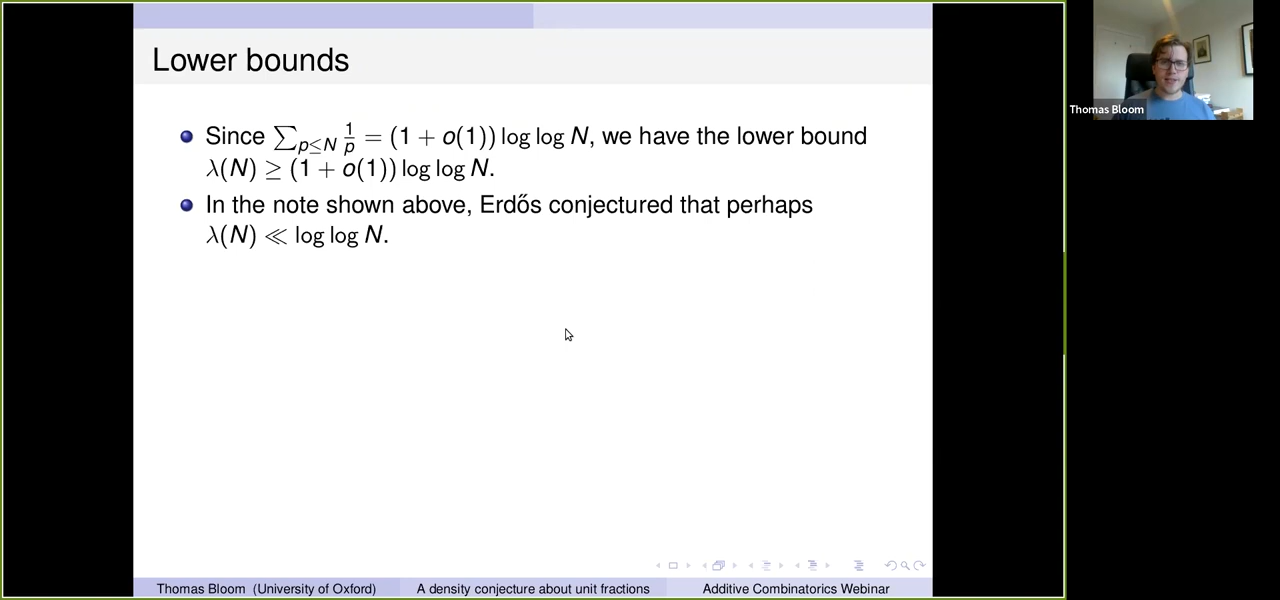 Lower bounds
Since ∑_{p≤N} 1/p = (1 + o(1)) log log N, we have the lower bound
λ(N) ≥ (1 + o(1)) log log N.
In the note shown above, Erdős conjectured that perhaps
λ(N) ≪ log log N.
Thomas Bloom (University of Oxford) A density conjecture about unit fractions Additive Combinatorics Webinar
Thomas Bloom